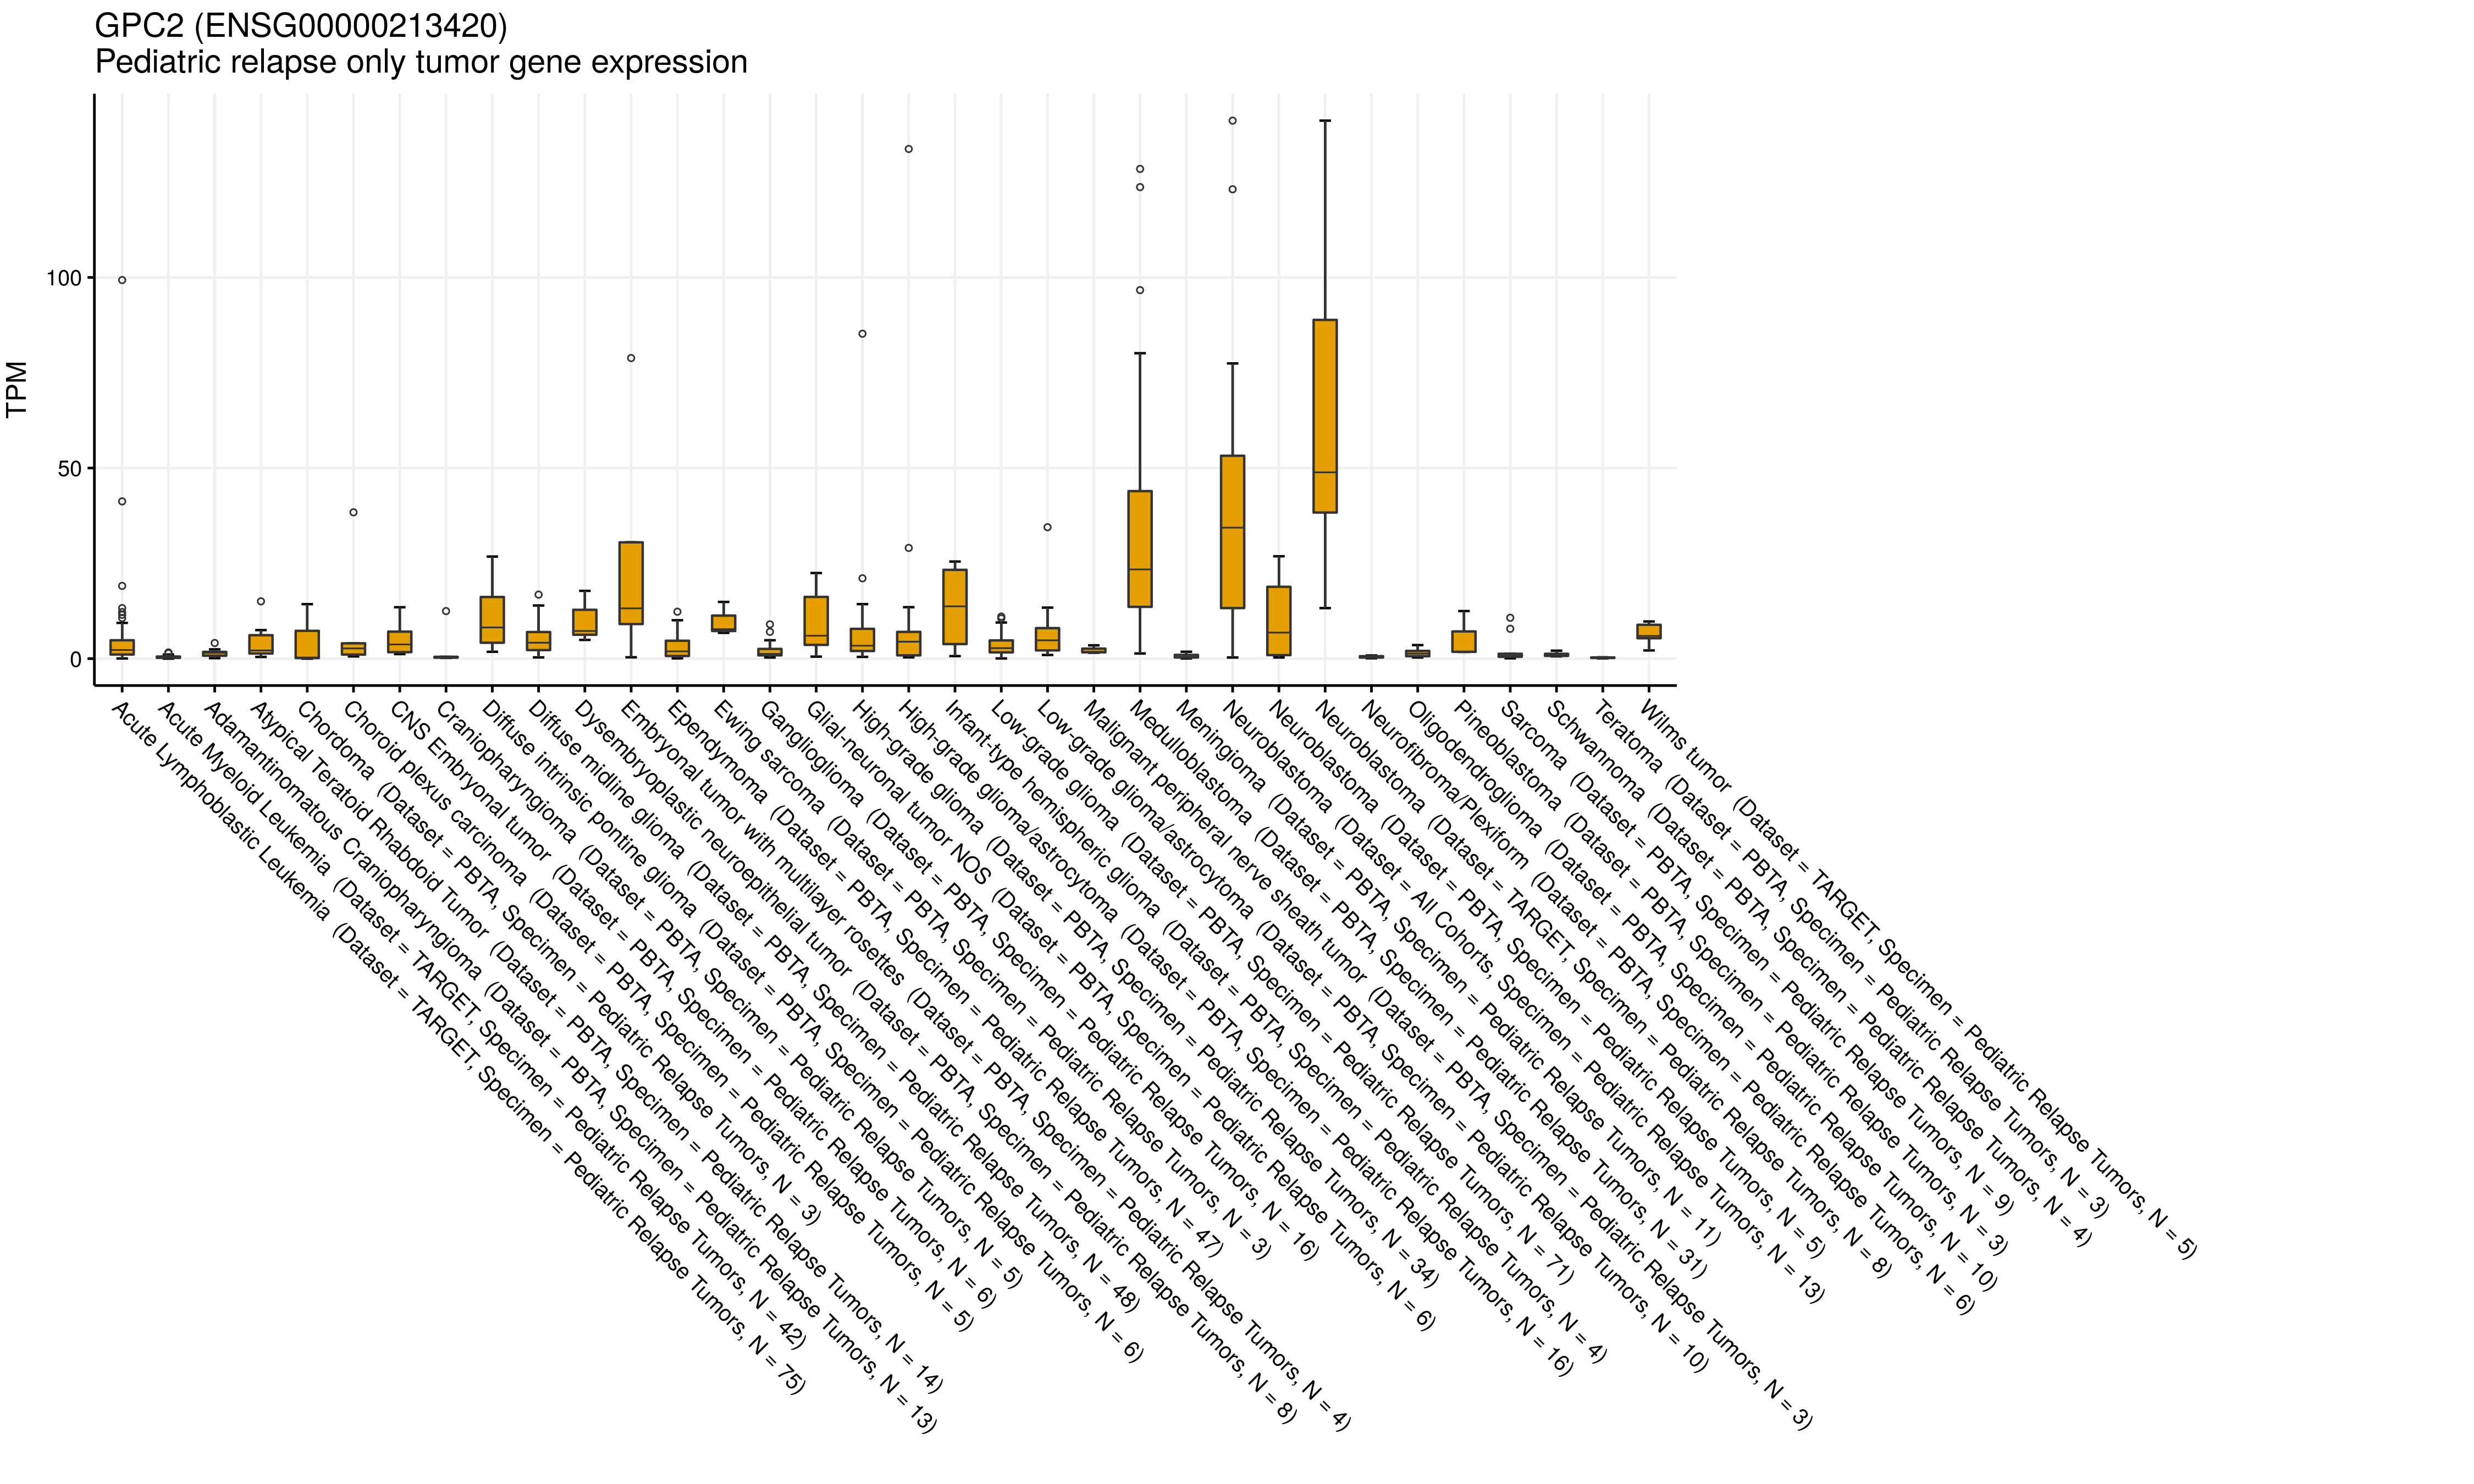 GPC2 (ENSG00000213420)
Pediatric relapse only tumor gene expression
TPM
100
50
0
Acute Lymphoblastic Leukemia (Dataset = TARGET, Specimen = Pediatric Relapse Tumors, N = 75)
Acute Myeloid Leukemia (Dataset = TARGET, Specimen = Pediatric Relapse Tumors, N = 42)
Adamantinomatous Craniopharyngioma (Dataset = PBTA, Specimen = Pediatric Relapse Tumors, N = 13)
Atypical Teratoid Rhabdoid Tumor (Dataset = PBTA, Specimen = Pediatric Relapse Tumors, N = 14)
Chordoma (Dataset = PBTA, Specimen = Pediatric Relapse Tumors, N = 3)
Choroid plexus carcinoma (Dataset = PBTA, Specimen = Pediatric Relapse Tumors, N = 5)
CNS Embryonal tumor (Dataset = PBTA, Specimen = Pediatric Relapse Tumors, N = 6)
Craniopharyngioma (Dataset = PBTA, Specimen = Pediatric Relapse Tumors, N = 5)
Diffuse intrinsic pontine glioma (Dataset = PBTA, Specimen = Pediatric Relapse Tumors, N = 6)
Diffuse midline glioma (Dataset = PBTA, Specimen = Pediatric Relapse Tumors, N = 48)
Dysembryoplastic neuroepithelial tumor (Dataset = PBTA, Specimen = Pediatric Relapse Tumors, N = 8)
Embryonal tumor with multilayer rosettes (Dataset = PBTA, Specimen = Pediatric Relapse Tumors, N = 4)
Ependymoma (Dataset = PBTA, Specimen = Pediatric Relapse Tumors, N = 47)
Ewing sarcoma (Dataset = PBTA, Specimen = Pediatric Relapse Tumors, N = 3)
Ganglioglioma (Dataset = PBTA, Specimen = Pediatric Relapse Tumors, N = 16)
Glial-neuronal tumor NOS (Dataset = PBTA, Specimen = Pediatric Relapse Tumors, N = 6)
High-grade glioma (Dataset = PBTA, Specimen = Pediatric Relapse Tumors, N = 34)
High-grade glioma/astrocytoma (Dataset = PBTA, Specimen = Pediatric Relapse Tumors, N = 16)
Infant-type hemispheric glioma (Dataset = PBTA, Specimen = Pediatric Relapse Tumors, N = 4)
Low-grade glioma (Dataset = PBTA, Specimen = Pediatric Relapse Tumors, N = 71)
Low-grade glioma/astrocytoma (Dataset = PBTA, Specimen = Pediatric Relapse Tumors, N = 10)
Malignant peripheral nerve sheath tumor (Dataset = PBTA, Specimen = Pediatric Relapse Tumors, N = 3)
Medulloblastoma (Dataset = PBTA, Specimen = Pediatric Relapse Tumors, N = 31)
Meningioma (Dataset = PBTA, Specimen = Pediatric Relapse Tumors, N = 11)
Neuroblastoma (Dataset = All Cohorts, Specimen = Pediatric Relapse Tumors, N = 13)
Neuroblastoma (Dataset = PBTA, Specimen = Pediatric Relapse Tumors, N = 5)
Neuroblastoma (Dataset = TARGET, Specimen = Pediatric Relapse Tumors, N = 8)
Neurofibroma/Plexiform (Dataset = PBTA, Specimen = Pediatric Relapse Tumors, N = 6)
Oligodendroglioma (Dataset = PBTA, Specimen = Pediatric Relapse Tumors, N = 10)
Pineoblastoma (Dataset = PBTA, Specimen = Pediatric Relapse Tumors, N = 3)
Sarcoma (Dataset = PBTA, Specimen = Pediatric Relapse Tumors, N = 9)
Schwannoma (Dataset = PBTA, Specimen = Pediatric Relapse Tumors, N = 4)
Teratoma (Dataset = PBTA, Specimen = Pediatric Relapse Tumors, N = 3)
Wilms tumor (Dataset = TARGET, Specimen = Pediatric Relapse Tumors, N = 5)